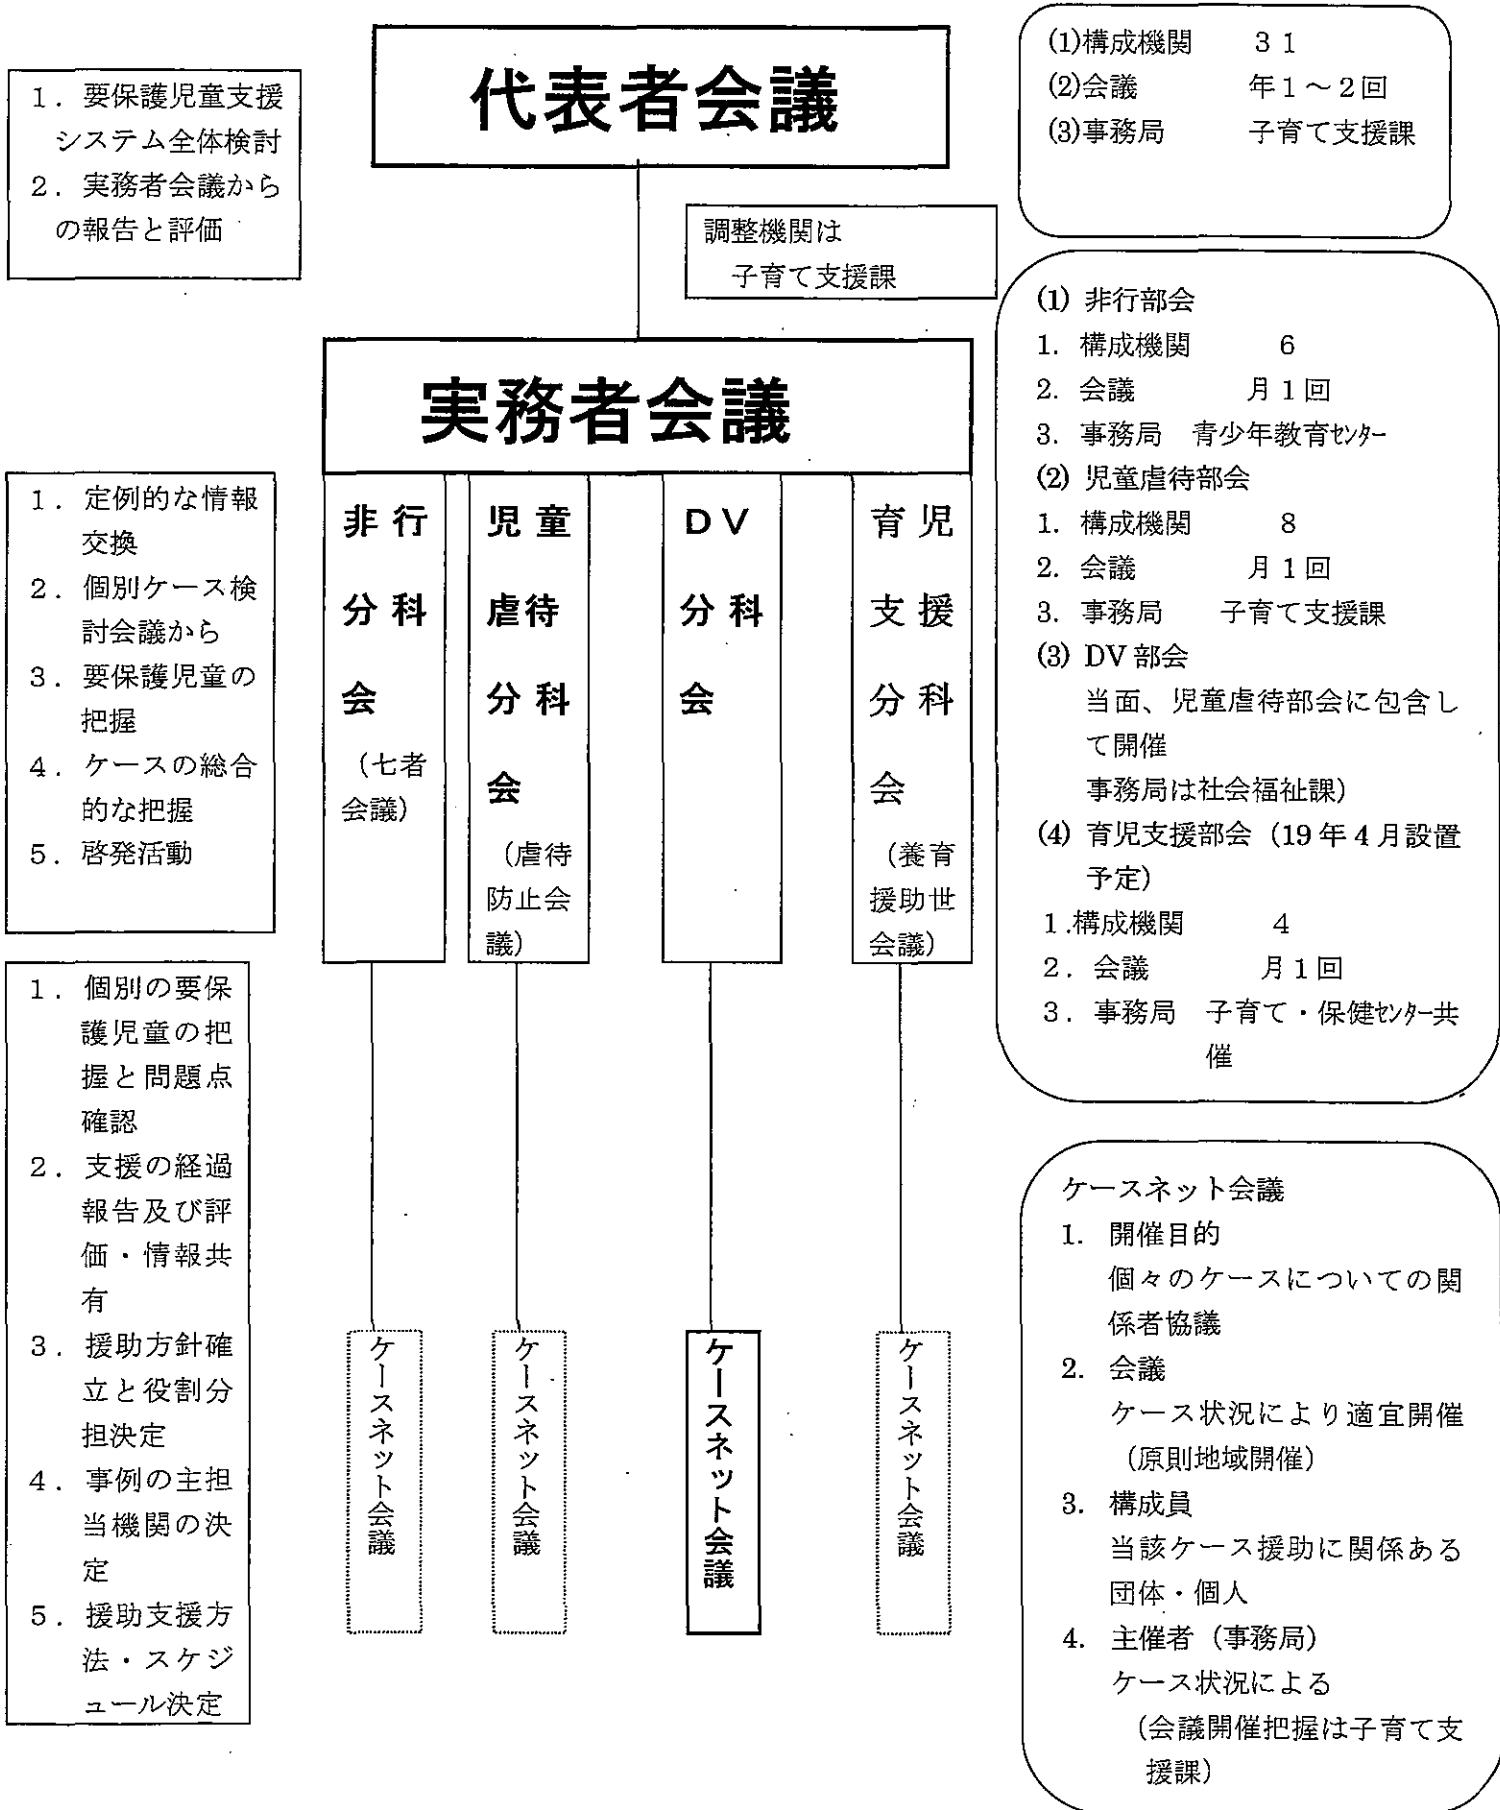 代表者会議
1．要保護児童支援
システム全体検討
2．実務者会議から
の報告と評価
(1)構成機関　　31
(2)会議　　　　年1～2回
(3)事務局　　　子育て支援課
調整機関は
子育て支援課
実務者会議
1．定例的な情報
交換
2．個別ケース検
討会議から
3．要保護児童の
把握
4．ケースの総合
的な把握
5．啓発活動
非行
分科
会
（七者
会議）
児童
虐待
分科
会
（虐待
防止会
議）
DV
分科
会
育児
支援
分科
会
（養育
援助世
会議）
(1) 非行部会
1. 構成機関　　　6
2. 会議　　　　月1回
3. 事務局　青少年教育ｾﾝﾀｰ
(2) 児童虐待部会
1. 構成機関　　　8
2. 会議　　　　月1回
3. 事務局　　子育て支援課
(3) DV部会
当面、児童虐待部会に包含し
て開催
事務局は社会福祉課）
(4) 育児支援部会（19年4月設置
予定）
1.構成機関　　　4
2．会議　　　　月1回
3．事務局　子育て・保健ｾﾝﾀｰ共
催
1．個別の要保
護児童の把
握と問題点
確認
2．支援の経過
報告及び評
価・情報共
有
3．援助方針確
立と役割分
担決定
4．事例の主担
当機関の決
定
5．援助支援方
法・スケジ
ュール決定
ケースネット会議
ケースネット会議
ケースネット会議
ケースネット会議
ケースネット会議
1. 開催目的
個々のケースについての関
係者協議
2. 会議
ケース状況により適宜開催
（原則地域開催）
3. 構成員
当該ケース援助に関係ある
団体・個人
4. 主催者（事務局）
ケース状況による
（会議開催把握は子育て支
援課）